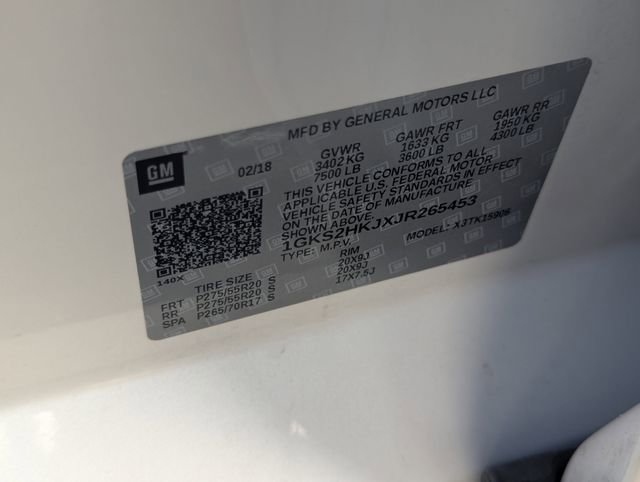 MFD BY GENERAL MOTORS LLC
GM
02/18
GVWR GAWR FRT GAWR RR
3402 KG 1633 KG 1950 KG
7500 LB 3600 LB 4300 LB
THIS VEHICLE CONFORMS TO ALL
APPLICABLE U.S. FEDERAL MOTOR
VEHICLE SAFETY STANDARDS IN EFFECT
ON THE DATE OF MANUFACTURE
SHOWN ABOVE.
1GKS2HKJXJR265453
TYPE: M.P.V. MODEL: XJTK15906
140X
TIRE SIZE RIM
FRT P275/55R20 S 20X9J
RR P275/55R20 S 20X9J
SPA P265/70R17 S 17X7.5J